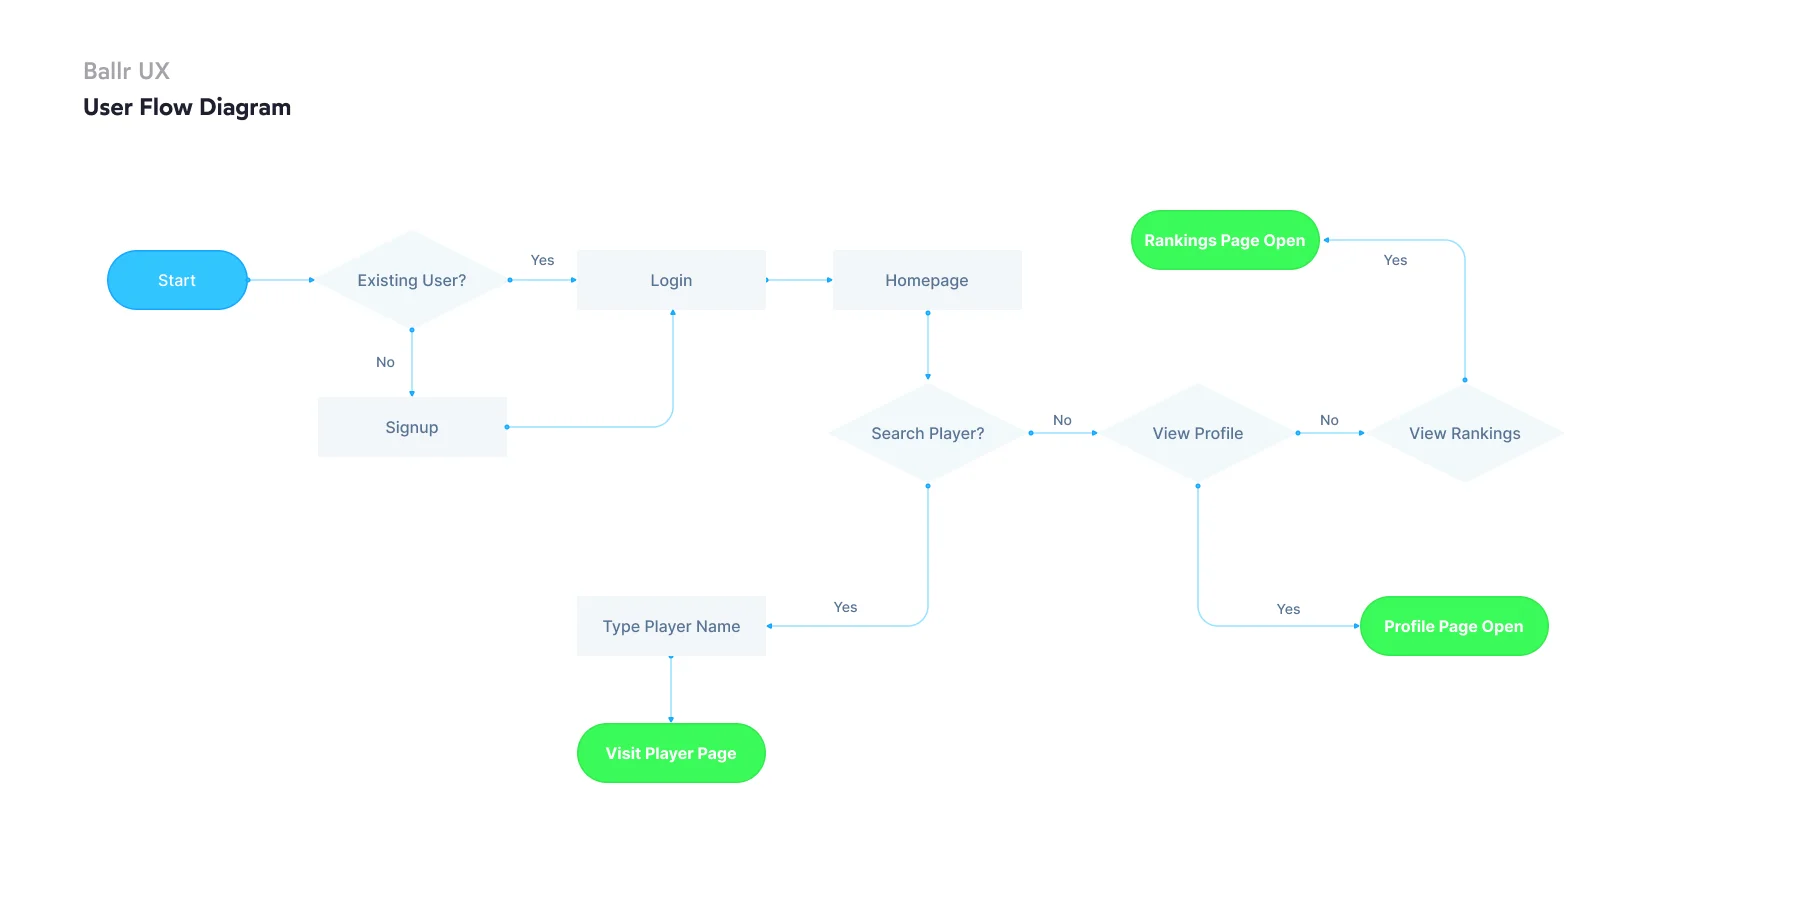 Ballr UX
User Flow Diagram
Rankings Page Open
Yes
Start
Existing User?
Yes
Login
Homepage
No
Signup
Search Player?
No
View Profile
No
View Rankings
Type Player Name
Yes
Yes
Profile Page Open
Visit Player Page